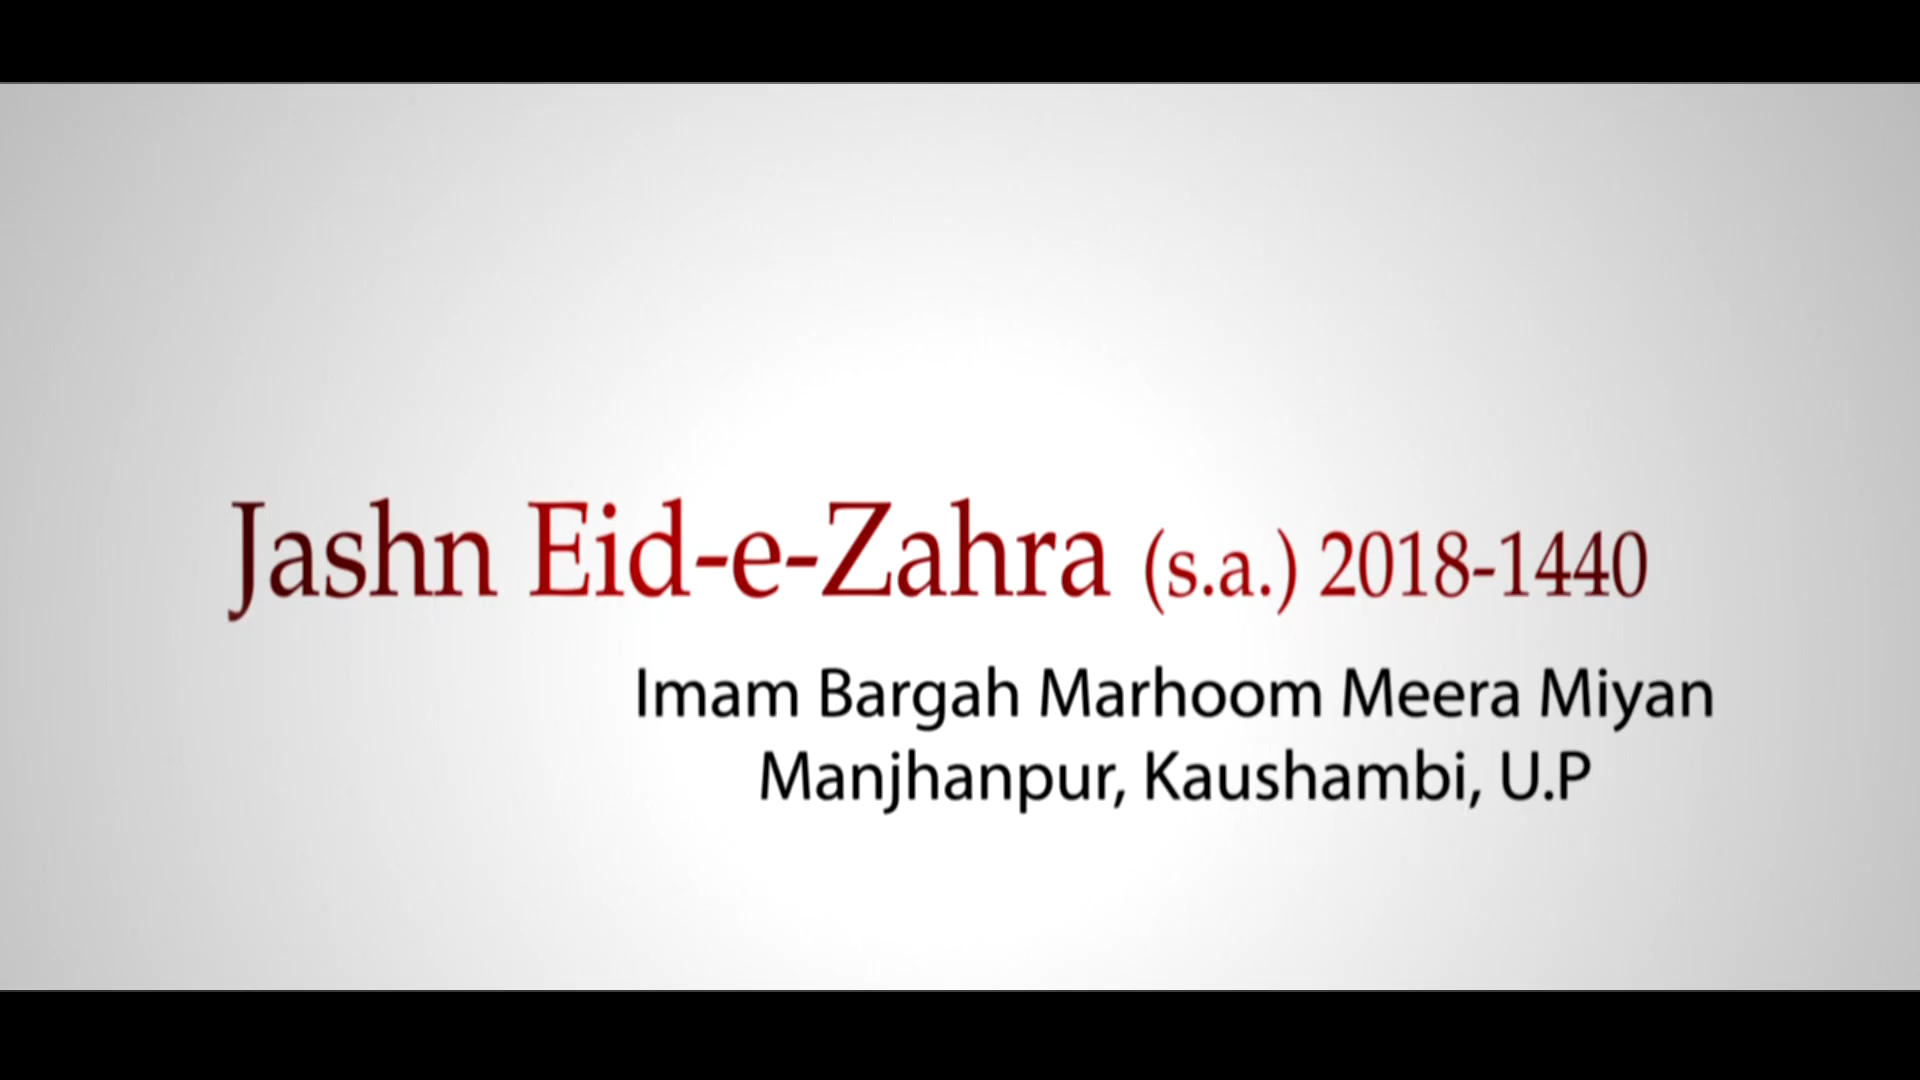 Jashn Eid-e-Zahra (s.a.) 2018-1440
Imam Bargah Marhoom Meera Miyan
Manjhanpur, Kaushambi, U.P